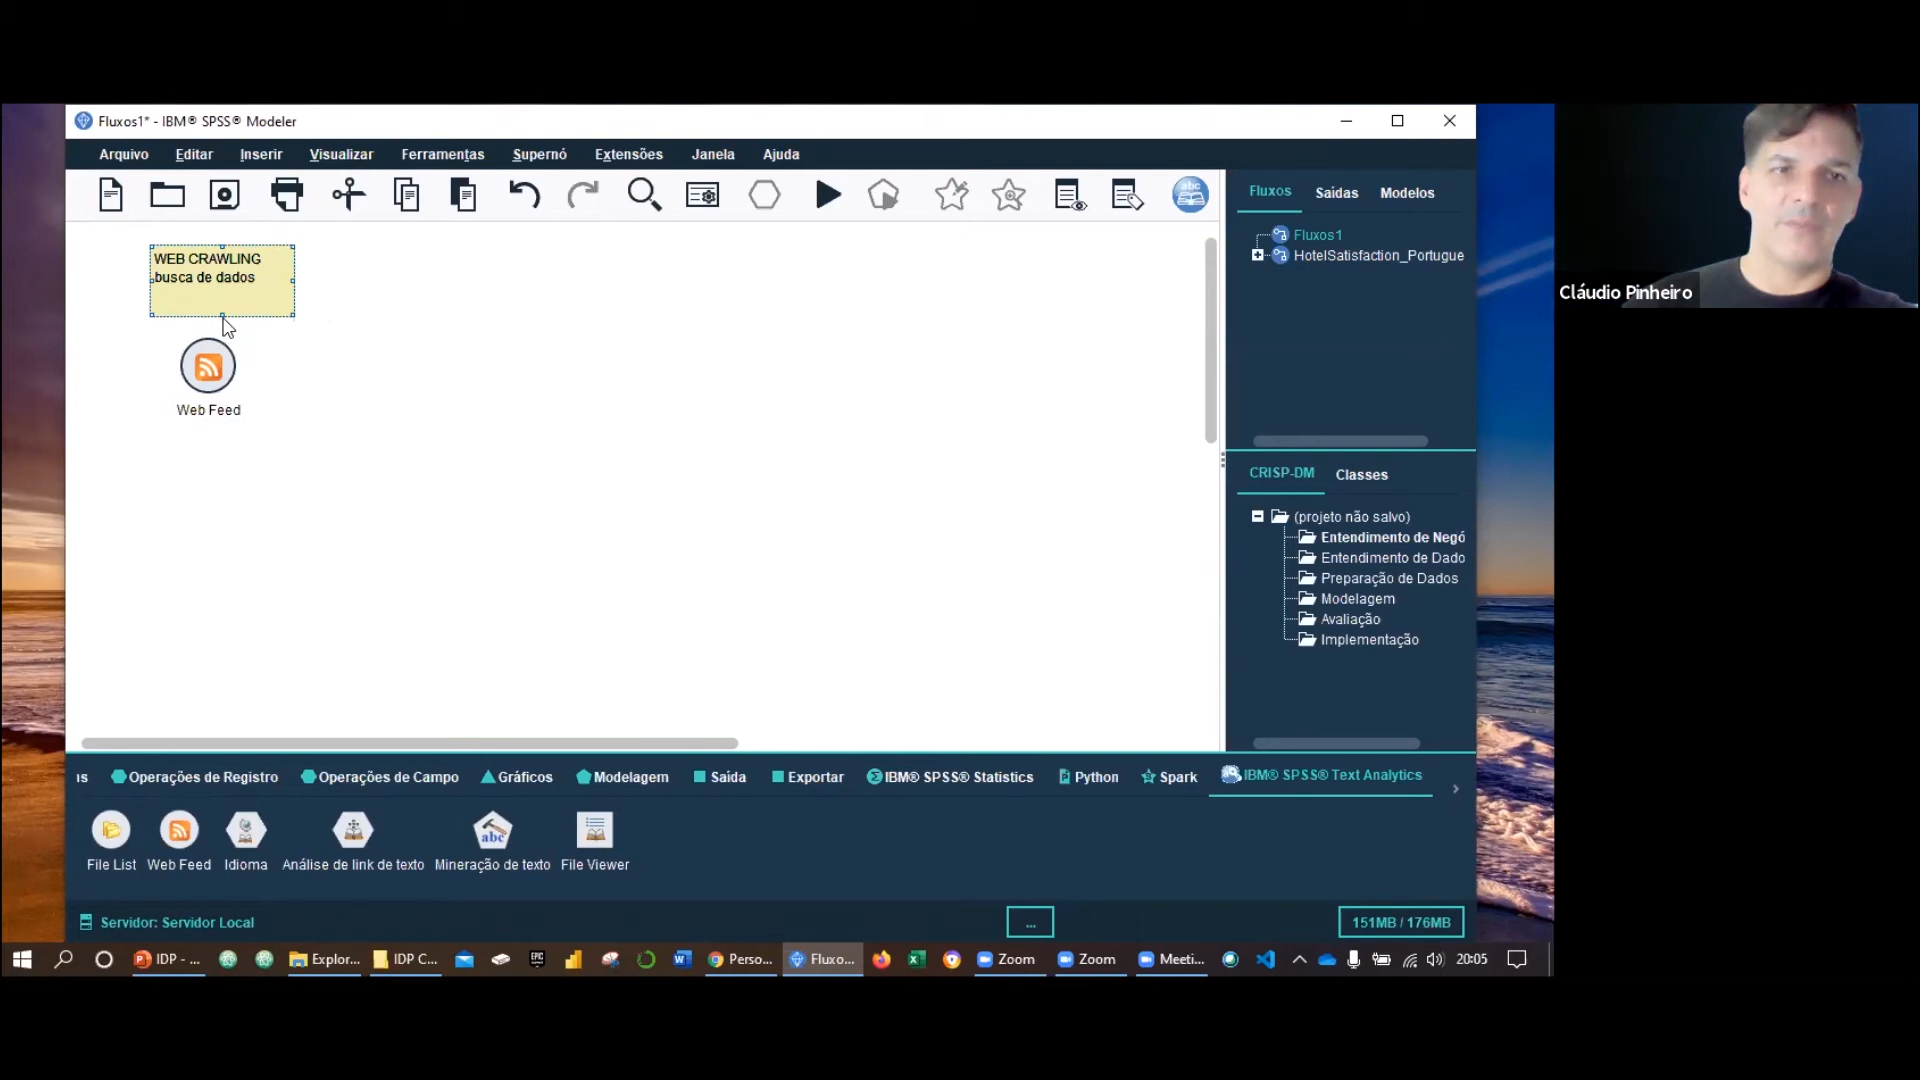 Fluxos1* - IBM® SPSS® Modeler
Arquivo Editar Inserir Visualizar Ferramentas Supernó Extensões Janela Ajuda
abc
WEB CRAWLING
busca de dados
Web Feed
Fluxos Saídas Modelos
Fluxos1
HotelSatisfaction_Portugue
CRISP-DM Classes
(projeto não salvo)
Entendimento de Negó
Entendimento de Dado
Preparação de Dados
Modelagem
Avaliação
Implementação
Cláudio Pinheiro
is Operações de Registro Operações de Campo Gráficos Modelagem Saída Exportar IBM® SPSS® Statistics Python Spark IBM® SPSS® Text Analytics
abc
File List Web Feed Idioma Análise de link de texto Mineração de texto File Viewer
Servidor: Servidor Local ... 151MB / 176MB
IDP - ... Explor... IDP C... EPIC Perso... Fluxo... Zoom Zoom Meeti... 20:05